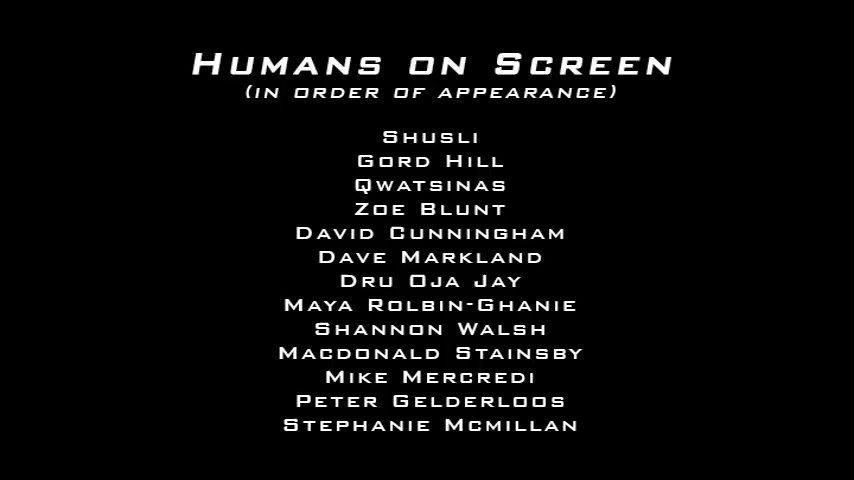 Humans on Screen
(in order of appearance)
Shusli
Gord Hill
Qwatsinas
Zoe Blunt
David Cunningham
Dave Markland
Dru Oja Jay
Maya Rolbin-Ghanie
Shannon Walsh
Macdonald Stainsby
Mike Mercredi
Peter Gelderloos
Stephanie Mcmillan